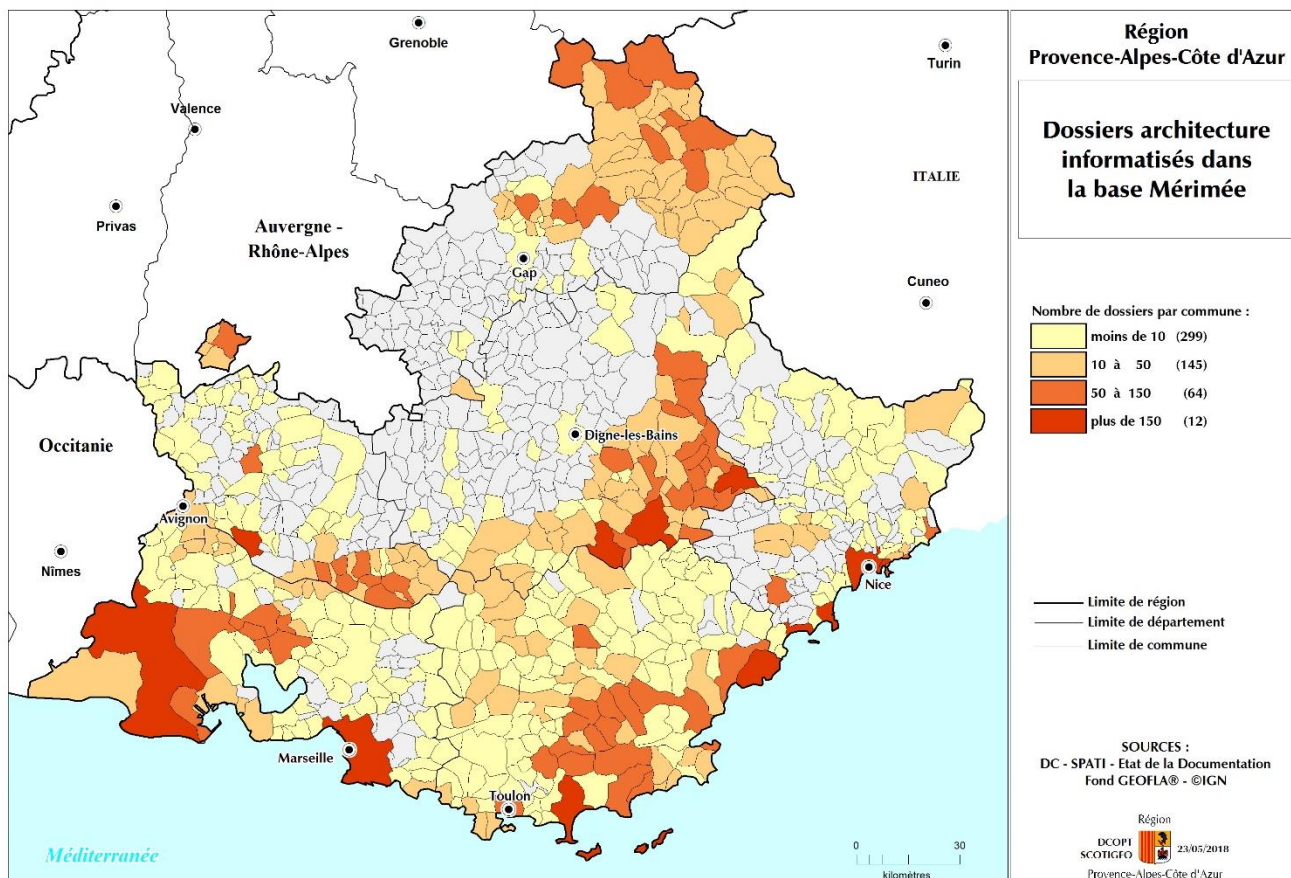 Grenoble
Turin
Valence
ITALIE
Privas
Auvergne -
Rhône-Alpes
Gap
Cuneo
Occitanie
Digne-les-Bains
Avignon
Nîmes
Nice
Marseille
Toulon
Méditerranée
0 30
kilomètres
Région
Provence-Alpes-Côte d'Azur
Dossiers architecture
informatisés dans
la base Mérimée
Nombre de dossiers par commune :
moins de 10 (299)
10 à 50 (145)
50 à 150 (64)
plus de 150 (12)
Limite de région
Limite de département
Limite de commune
SOURCES :
DC - SPATI - Etat de la Documentation
Fond GEOFLA® - ©IGN
Région
DCOPT
SCOTIGEO 23/05/2018
Provence-Alpes-Côte d'Azur